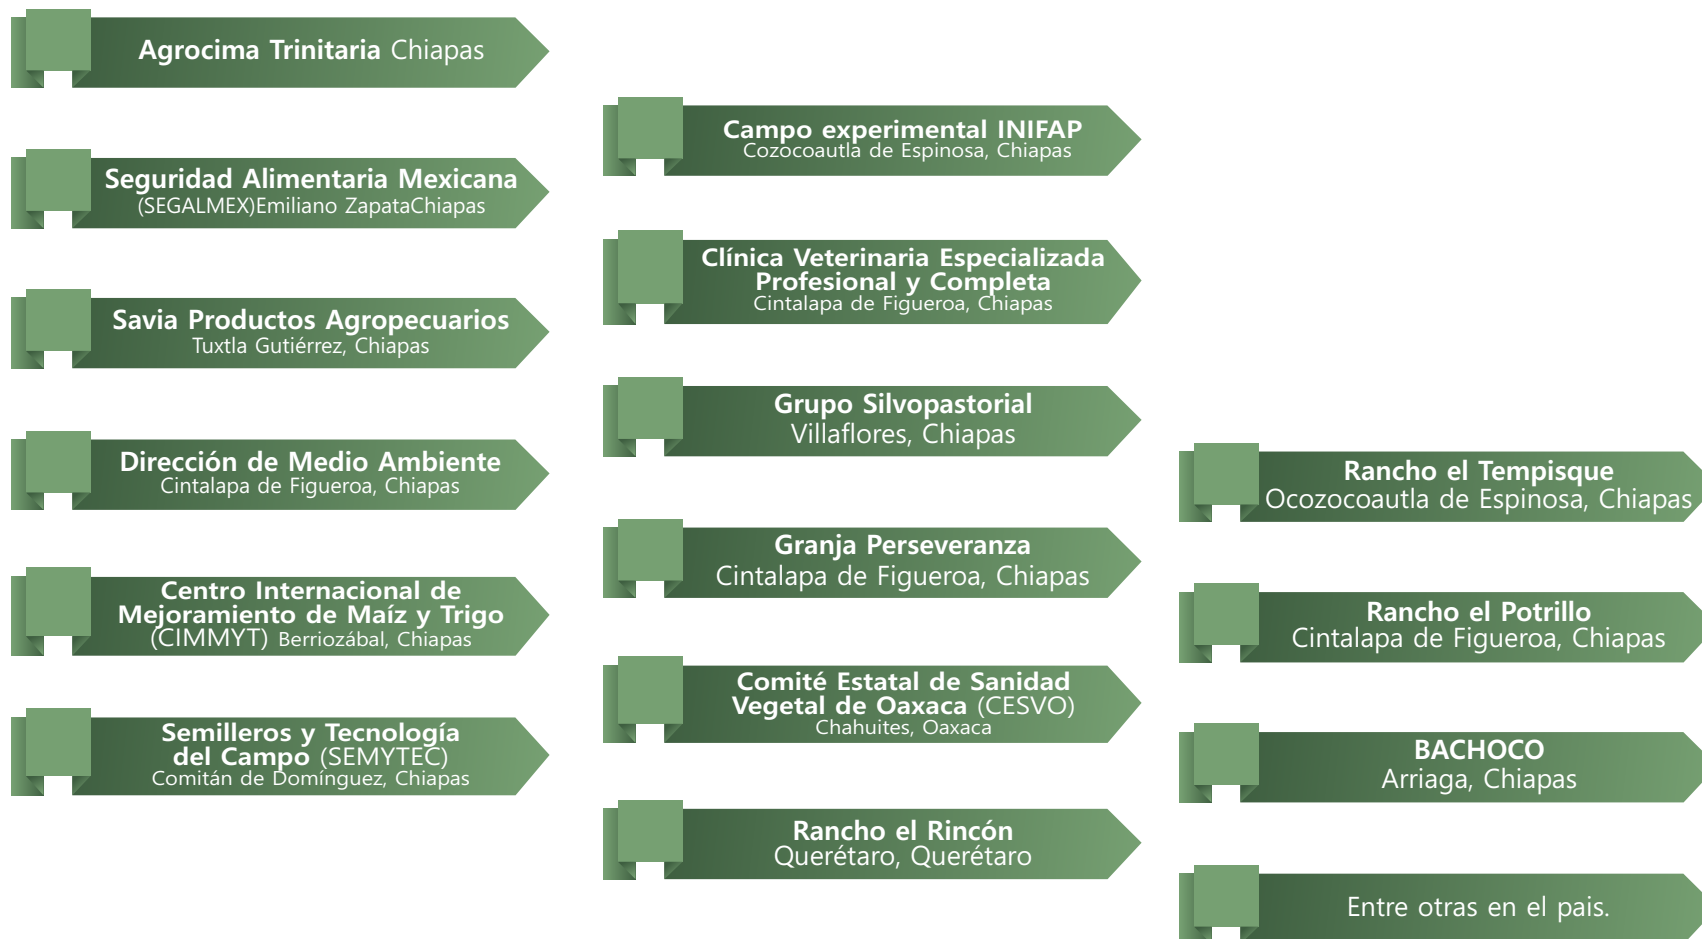 Agrocima Trinitaria Chiapas
Seguridad Alimentaria Mexicana
(SEGALMEX)Emiliano ZapataChiapas
Savia Productos Agropecuarios
Tuxtla Gutiérrez, Chiapas
Dirección de Medio Ambiente
Cintalapa de Figueroa, Chiapas
Centro Internacional de
Mejoramiento de Maíz y Trigo
(CIMMYT) Berriozábal, Chiapas
Semilleros y Tecnología
del Campo (SEMYTEC)
Comitán de Domínguez, Chiapas
Campo experimental INIFAP
Cozocoautla de Espinosa, Chiapas
Clínica Veterinaria Especializada
Profesional y Completa
Cintalapa de Figueroa, Chiapas
Grupo Silvopastorial
Villaflores, Chiapas
Granja Perseveranza
Cintalapa de Figueroa, Chiapas
Comité Estatal de Sanidad
Vegetal de Oaxaca (CESVO)
Chahuites, Oaxaca
Rancho el Rincón
Querétaro, Querétaro
Rancho el Tempisque
Ocozocoautla de Espinosa, Chiapas
Rancho el Potrillo
Cintalapa de Figueroa, Chiapas
BACHOCO
Arriaga, Chiapas
Entre otras en el pais.